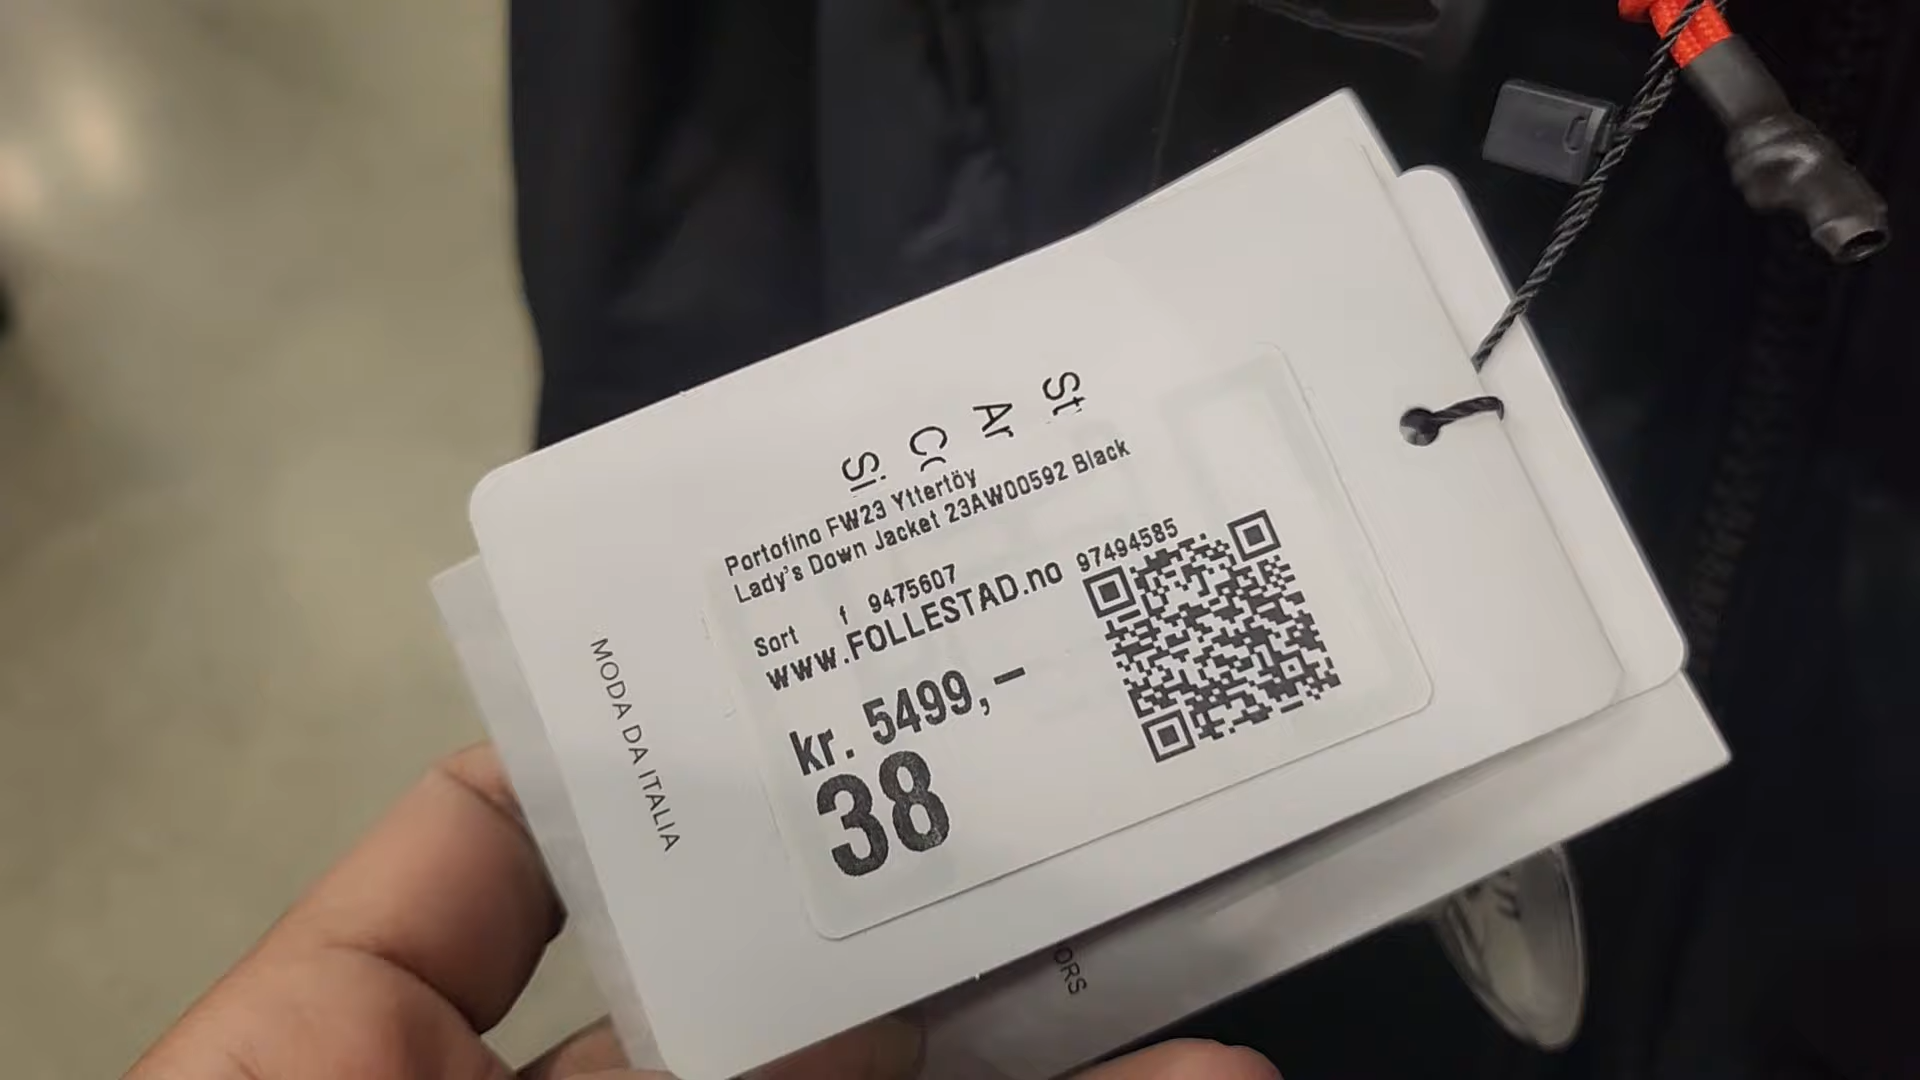 St
Ar
Co
Si
Portofino FW23 Yttertöy
Lady's Down Jacket 23AW00592 Black
Sort f 9475607
www.FOLLESTAD.no 97494585
kr. 5499,-
38
MODA DA ITALIA
ORS